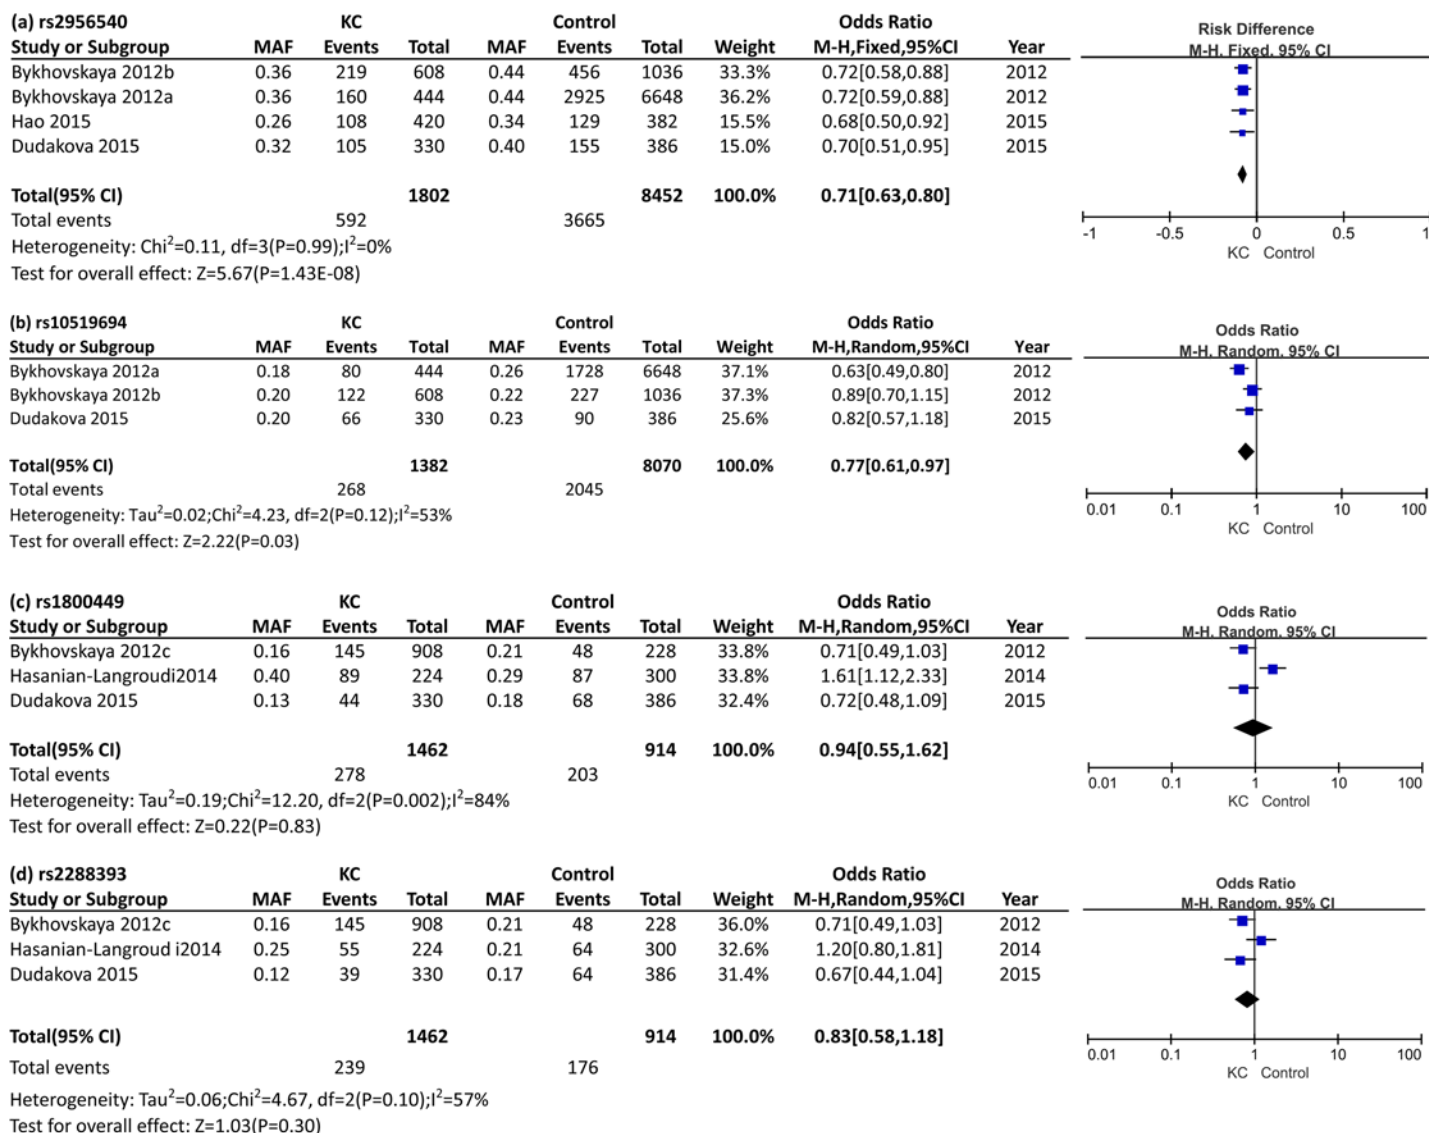 (a) rs2956540 KC Control Odds Ratio
Study or Subgroup MAF Events Total MAF Events Total Weight M-H,Fixed,95%CI Year
Bykhovskaya 2012b 0.36 219 608 0.44 456 1036 33.3% 0.72[0.58,0.88] 2012
Bykhovskaya 2012a 0.36 160 444 0.44 2925 6648 36.2% 0.72[0.59,0.88] 2012
Hao 2015 0.26 108 420 0.34 129 382 15.5% 0.68[0.50,0.92] 2015
Dudakova 2015 0.32 105 330 0.40 155 386 15.0% 0.70[0.51,0.95] 2015
Total(95% CI) 1802 8452 100.0% 0.71[0.63,0.80]
Total events 592 3665
Heterogeneity: Chi²=0.11, df=3(P=0.99);I²=0%
Test for overall effect: Z=5.67(P=1.43E-08)
Risk Difference
M-H. Fixed. 95% CI
-1 -0.5 0 0.5 1
KC Control
(b) rs10519694 KC Control Odds Ratio
Study or Subgroup MAF Events Total MAF Events Total Weight M-H,Random,95%CI Year
Bykhovskaya 2012a 0.18 80 444 0.26 1728 6648 37.1% 0.63[0.49,0.80] 2012
Bykhovskaya 2012b 0.20 122 608 0.22 227 1036 37.3% 0.89[0.70,1.15] 2012
Dudakova 2015 0.20 66 330 0.23 90 386 25.6% 0.82[0.57,1.18] 2015
Total(95% CI) 1382 8070 100.0% 0.77[0.61,0.97]
Total events 268 2045
Heterogeneity: Tau²=0.02;Chi²=4.23, df=2(P=0.12);I²=53%
Test for overall effect: Z=2.22(P=0.03)
Odds Ratio
M-H. Random. 95% CI
0.01 0.1 1 10 100
KC Control
(c) rs1800449 KC Control Odds Ratio
Study or Subgroup MAF Events Total MAF Events Total Weight M-H,Random,95%CI Year
Bykhovskaya 2012c 0.16 145 908 0.21 48 228 33.8% 0.71[0.49,1.03] 2012
Hasanian-Langroudi2014 0.40 89 224 0.29 87 300 33.8% 1.61[1.12,2.33] 2014
Dudakova 2015 0.13 44 330 0.18 68 386 32.4% 0.72[0.48,1.09] 2015
Total(95% CI) 1462 914 100.0% 0.94[0.55,1.62]
Total events 278 203
Heterogeneity: Tau²=0.19;Chi²=12.20, df=2(P=0.002);I²=84%
Test for overall effect: Z=0.22(P=0.83)
Odds Ratio
M-H. Random. 95% CI
0.01 0.1 1 10 100
KC Control
(d) rs2288393 KC Control Odds Ratio
Study or Subgroup MAF Events Total MAF Events Total Weight M-H,Random,95%CI Year
Bykhovskaya 2012c 0.16 145 908 0.21 48 228 36.0% 0.71[0.49,1.03] 2012
Hasanian-Langroud i2014 0.25 55 224 0.21 64 300 32.6% 1.20[0.80,1.81] 2014
Dudakova 2015 0.12 39 330 0.17 64 386 31.4% 0.67[0.44,1.04] 2015
Total(95% CI) 1462 914 100.0% 0.83[0.58,1.18]
Total events 239 176
Heterogeneity: Tau²=0.06;Chi²=4.67, df=2(P=0.10);I²=57%
Test for overall effect: Z=1.03(P=0.30)
Odds Ratio
M-H. Random. 95% CI
0.01 0.1 1 10 100
KC Control